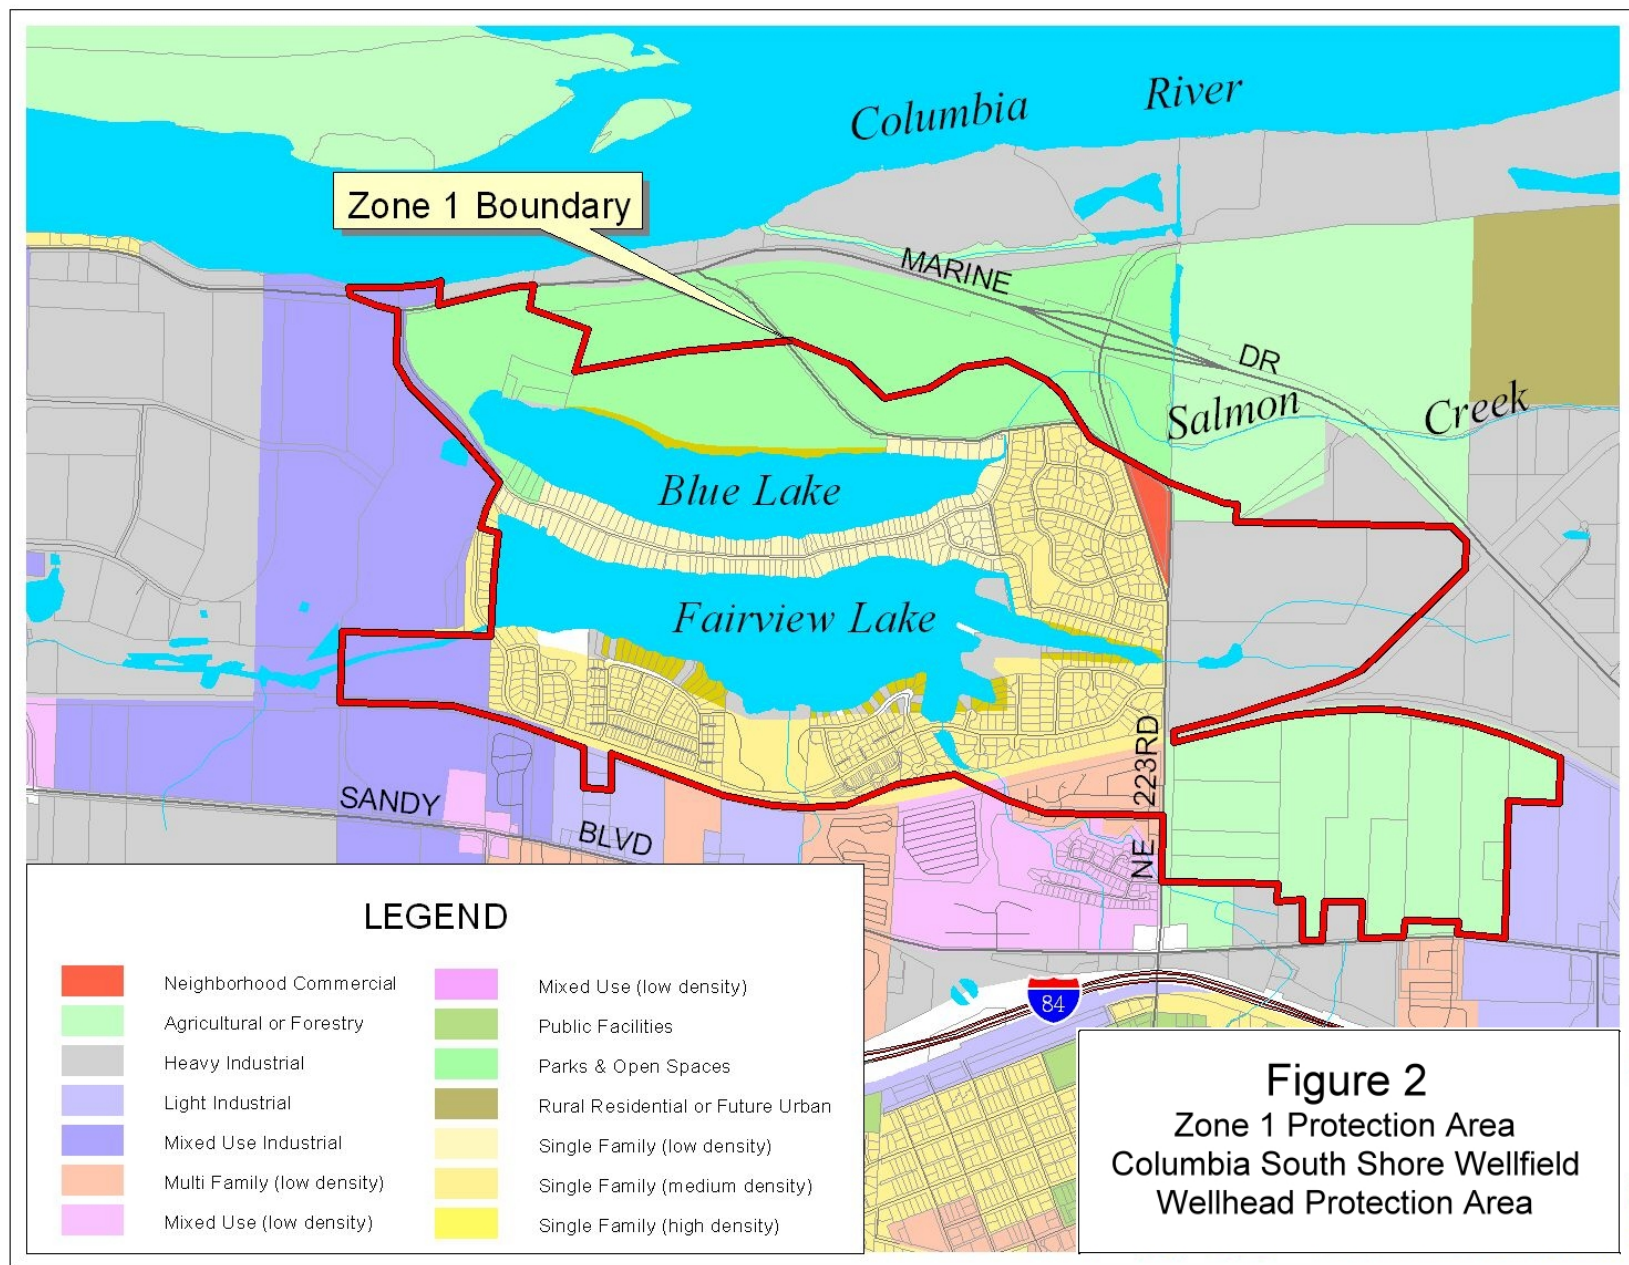 Columbia River
Zone 1 Boundary
MARINE DR
Salmon Creek
Blue Lake
Fairview Lake
NE 223RD
SANDY BLVD
84
LEGEND
Neighborhood Commercial
Agricultural or Forestry
Heavy Industrial
Light Industrial
Mixed Use Industrial
Multi Family (low density)
Mixed Use (low density)
Mixed Use (low density)
Public Facilities
Parks & Open Spaces
Rural Residential or Future Urban
Single Family (low density)
Single Family (medium density)
Single Family (high density)
Figure 2
Zone 1 Protection Area
Columbia South Shore Wellfield
Wellhead Protection Area